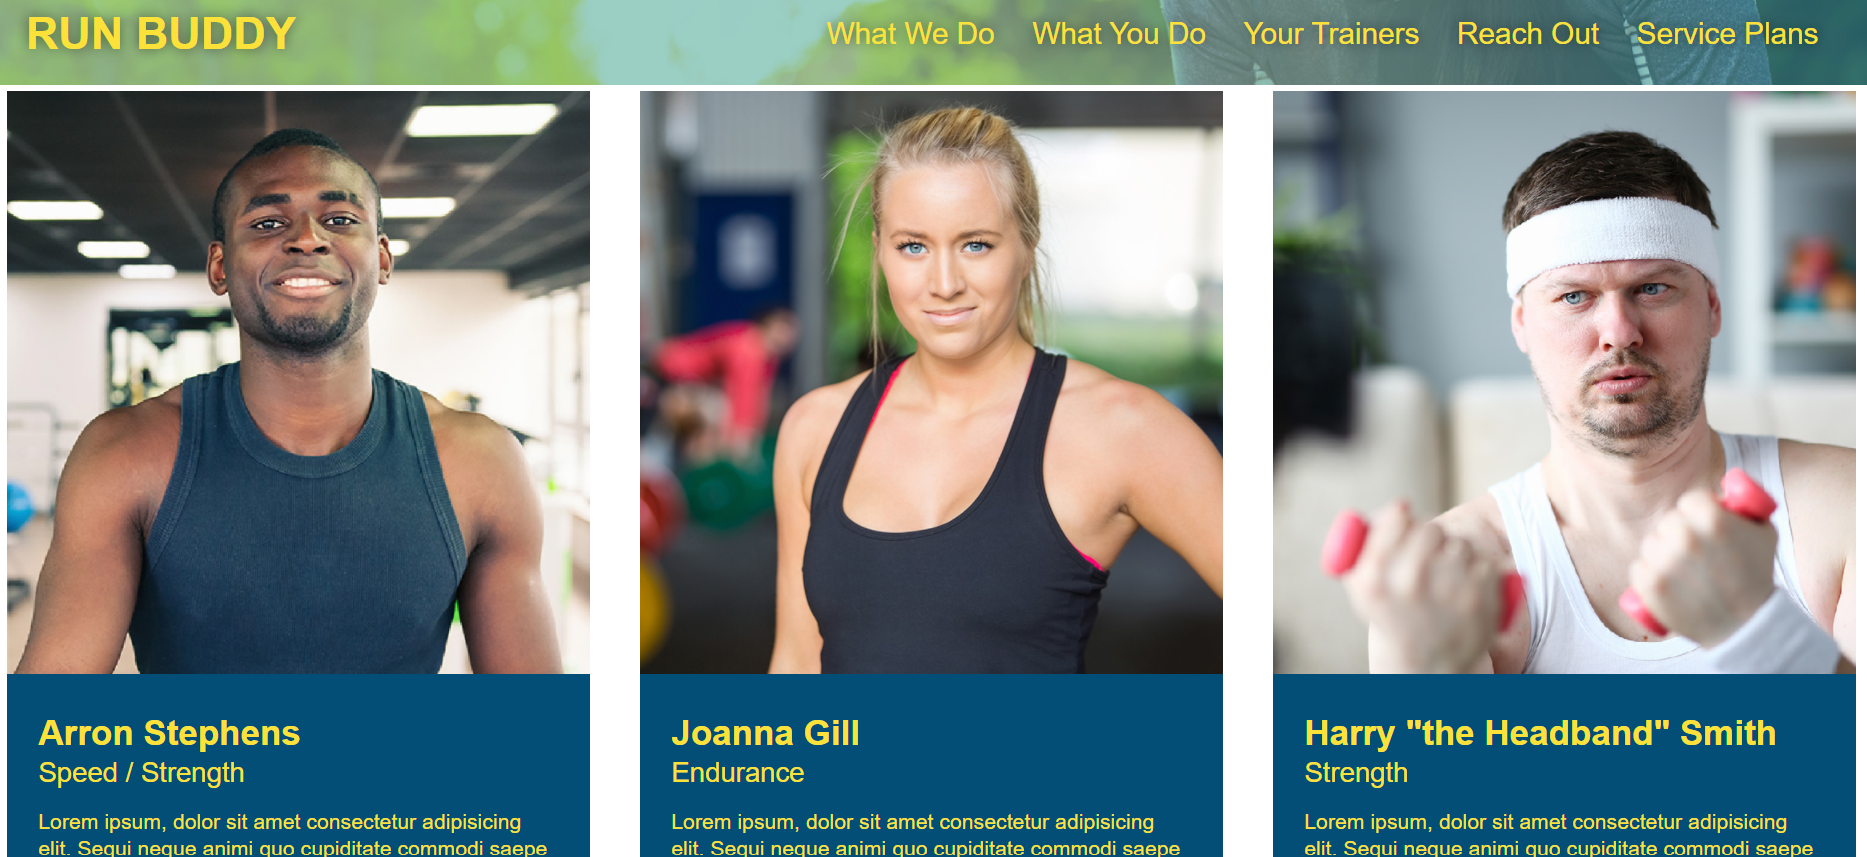 RUN BUDDY
What We Do What You Do Your Trainers Reach Out Service Plans
Arron Stephens
Speed / Strength
Lorem ipsum, dolor sit amet consectetur adipisicing
elit. Sequi neque animi quo cupiditate commodi saepe
Joanna Gill
Endurance
Lorem ipsum, dolor sit amet consectetur adipisicing
elit. Sequi neque animi quo cupiditate commodi saepe
Harry "the Headband" Smith
Strength
Lorem ipsum, dolor sit amet consectetur adipisicing
elit. Sequi neque animi quo cupiditate commodi saepe